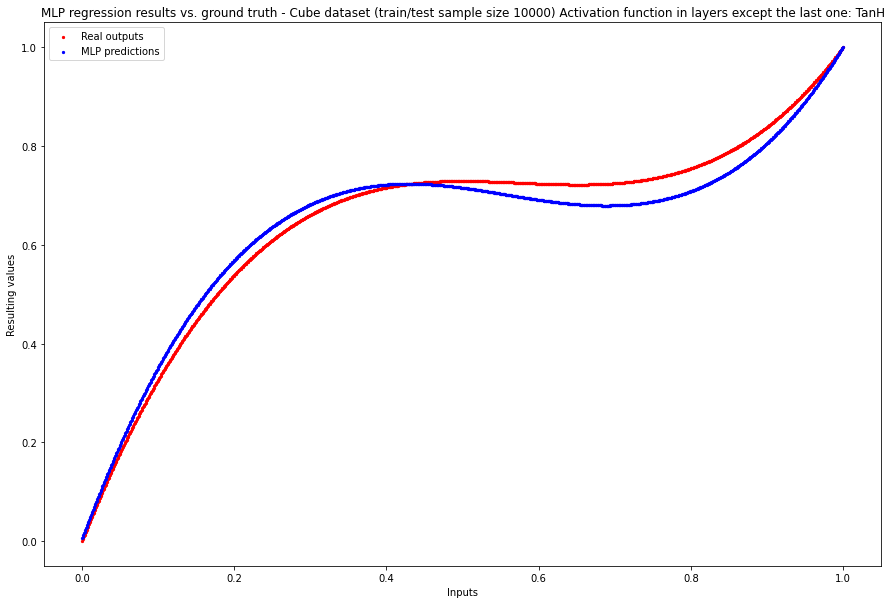 MLP regression results vs. ground truth - Cube dataset (train/test sample size 10000) Activation function in layers except the last one: TanH
Real outputs
MLP predictions
1.0
0.8
0.6
0.4
0.2
0.0
Resulting values
0.0 0.2 0.4 0.6 0.8 1.0
Inputs